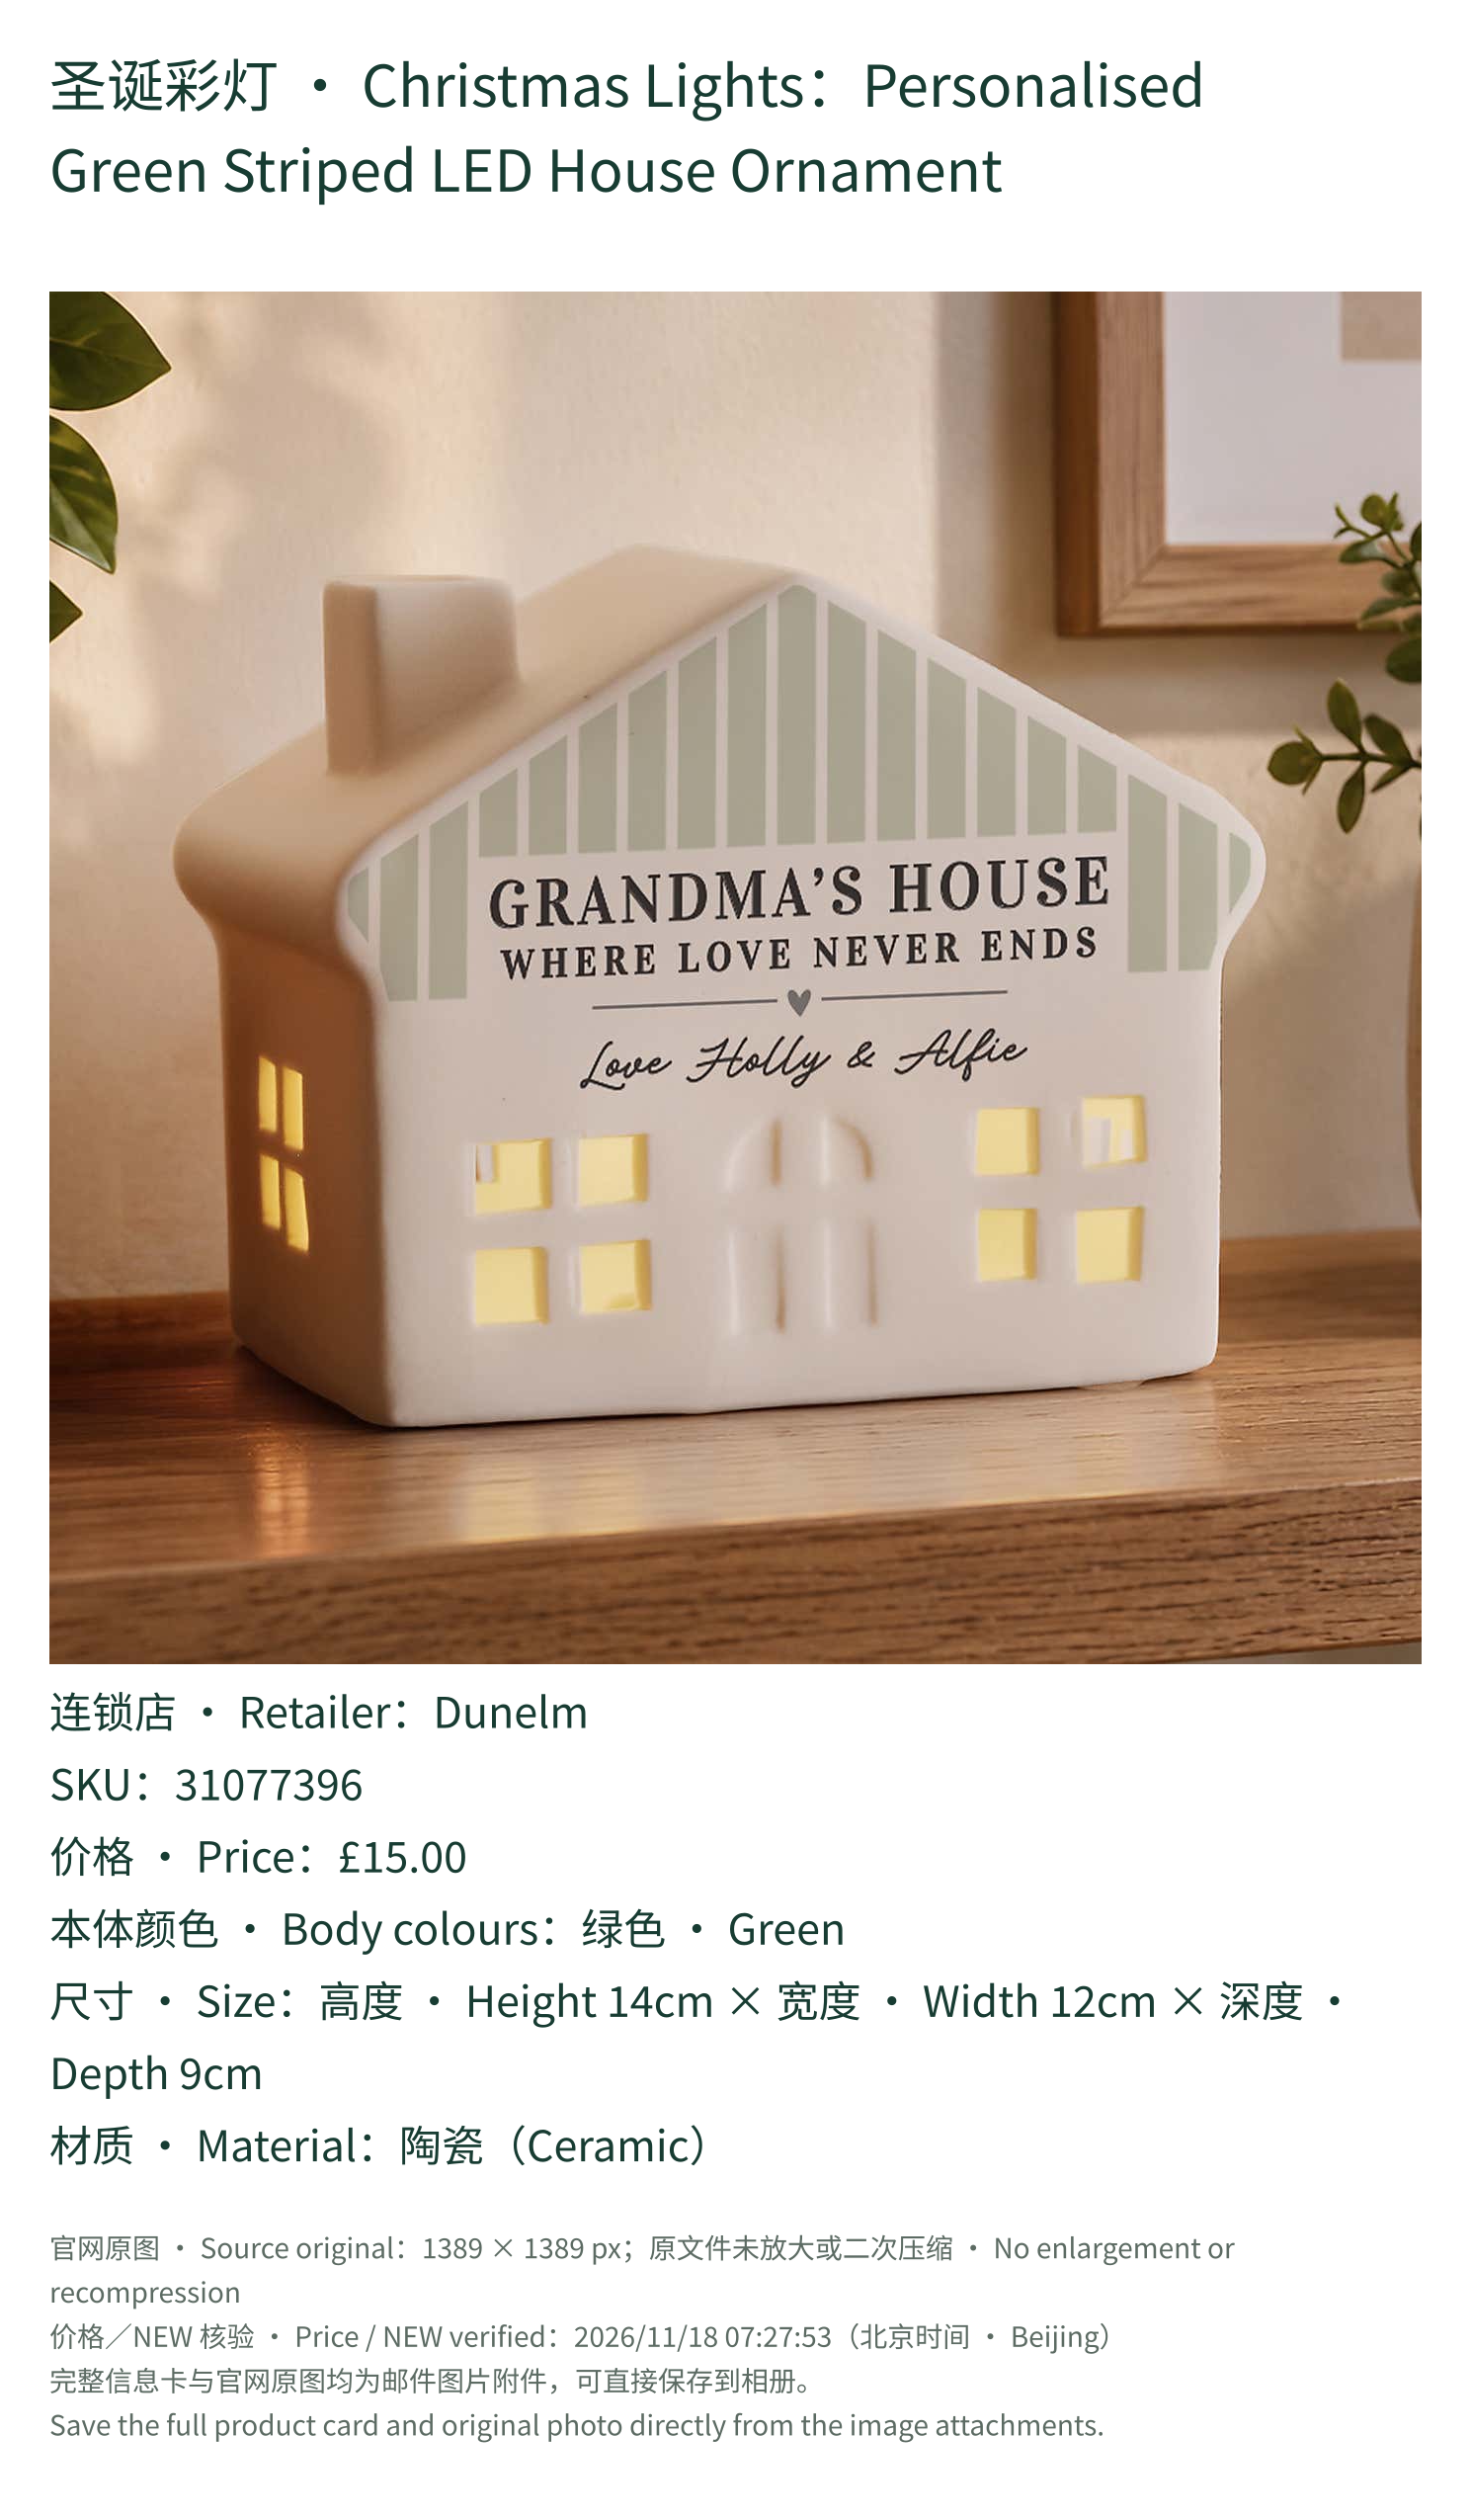 圣诞彩灯 · Christmas Lights：Personalised
Green Striped LED House Ornament
GRANDMA’S HOUSE
WHERE LOVE NEVER ENDS
Love Holly & Alfie
连锁店 · Retailer：Dunelm
SKU：31077396
价格 · Price：£15.00
本体颜色 · Body colours：绿色 · Green
尺寸 · Size：高度 · Height 14cm × 宽度 · Width 12cm × 深度 ·
Depth 9cm
材质 · Material：陶瓷（Ceramic）
官网原图 · Source original：1389 × 1389 px；原文件未放大或二次压缩 · No enlargement or
recompression
价格／NEW 核验 · Price / NEW verified：2026/11/18 07:27:53（北京时间 · Beijing）
完整信息卡与官网原图均为邮件图片附件，可直接保存到相册。
Save the full product card and original photo directly from the image attachments.